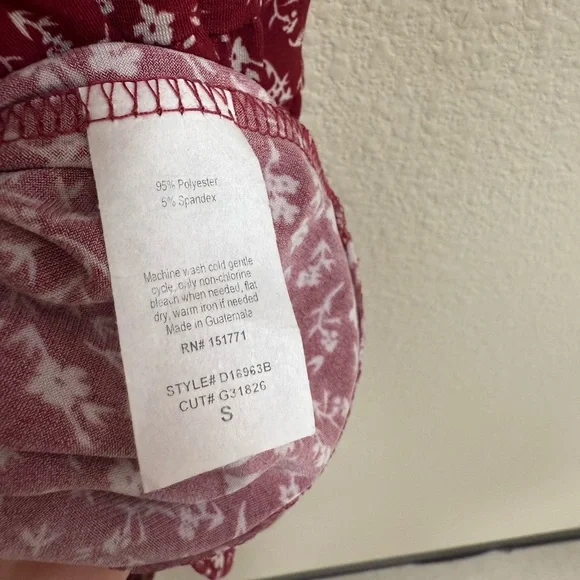 95% Polyester
5% Spandex
Machine wash cold gentle
cycle, only non-chlorine
bleach when needed, flat
dry, warm iron if needed
Made in Guatemala
RN# 151771
STYLE# D16963B
CUT# G31826
S